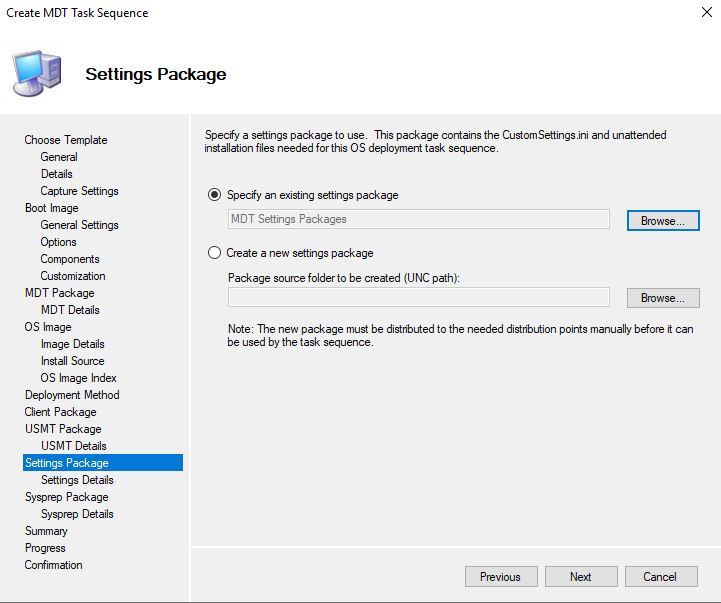 Create MDT Task Sequence
Settings Package
Choose Template
General
Details
Capture Settings
Boot Image
General Settings
Options
Components
Customization
MDT Package
MDT Details
OS Image
Image Details
Install Source
OS Image Index
Deployment Method
Client Package
USMT Package
USMT Details
Settings Package
Settings Details
Sysprep Package
Sysprep Details
Summary
Progress
Confirmation
Specify a settings package to use.  This package contains the CustomSettings.ini and unattended
installation files needed for this OS deployment task sequence.
Specify an existing settings package
MDT Settings Packages
Browse...
Create a new settings package
Package source folder to be created (UNC path):
Browse...
Note: The new package must be distributed to the needed distribution points manually before it can
be used by the task sequence.
Previous
Next
Cancel